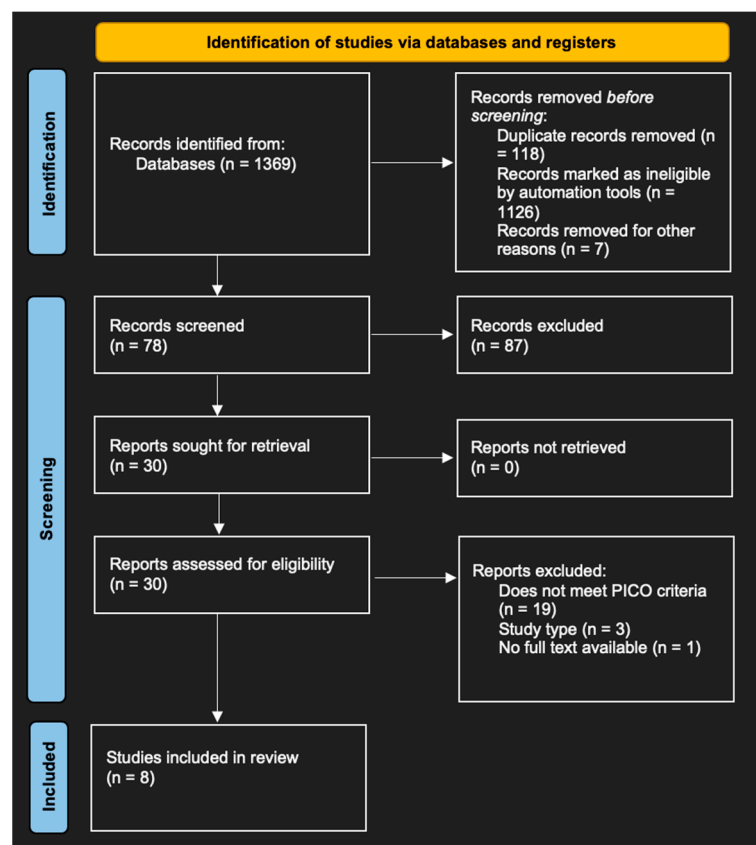 Identification of studies via databases and registers
Identification
Records identified from:
Databases (n = 1369)
Records removed before
screening:
Duplicate records removed (n
= 118)
Records marked as ineligible
by automation tools (n =
1126)
Records removed for other
reasons (n = 7)
Screening
Records screened
(n = 78)
Records excluded
(n = 87)
Reports sought for retrieval
(n = 30)
Reports not retrieved
(n = 0)
Reports assessed for eligibility
(n = 30)
Reports excluded:
Does not meet PICO criteria
(n = 19)
Study type (n = 3)
No full text available (n = 1)
Included
Studies included in review
(n = 8)